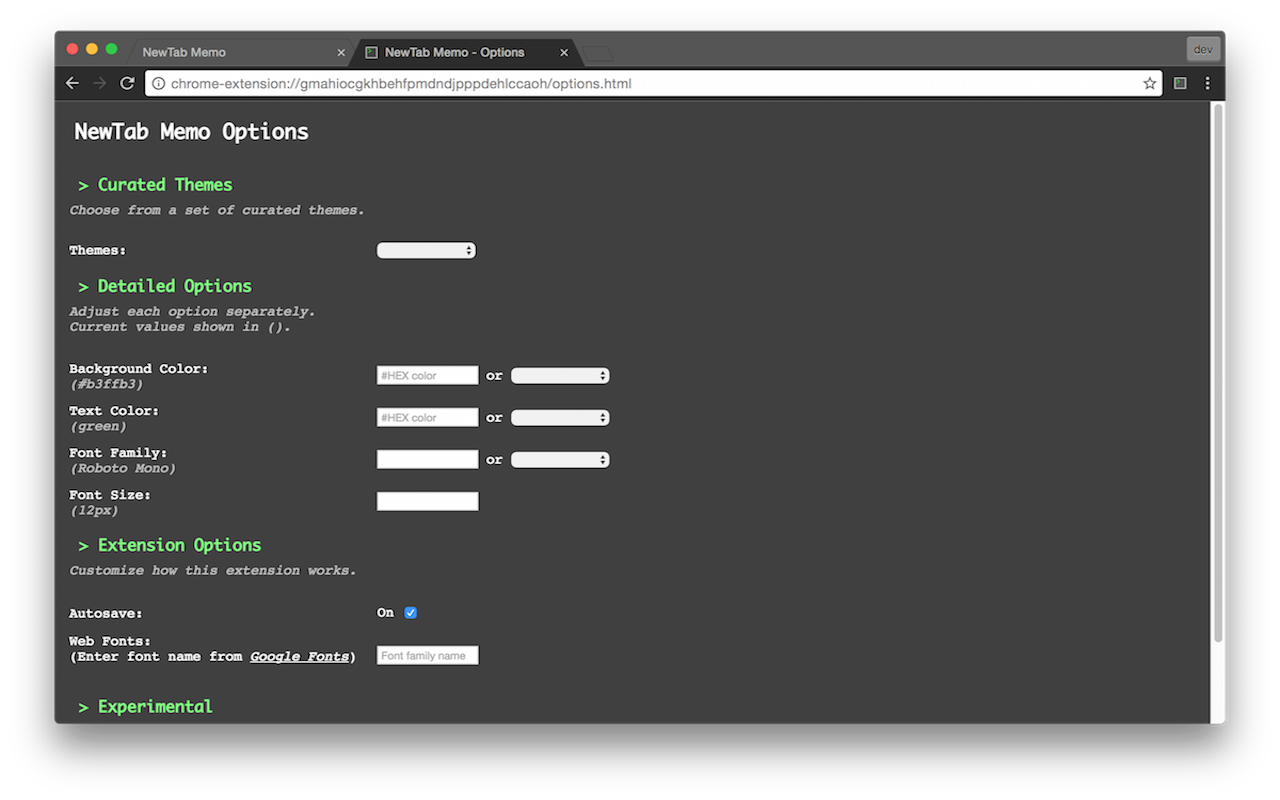 NewTab Memo
NewTab Memo - Options
dev
chrome-extension://gmahiocgkhbehfpmdndjpppdehlccaoh/options.html
NewTab Memo Options
> Curated Themes
Choose from a set of curated themes.
Themes:
> Detailed Options
Adjust each option separately.
Current values shown in ().
Background Color:
(#b3ffb3)
#HEX color or
Text Color:
(green)
#HEX color or
Font Family:
(Roboto Mono)
or
Font Size:
(12px)
> Extension Options
Customize how this extension works.
Autosave: On
Web Fonts:
(Enter font name from Google Fonts) Font family name
> Experimental